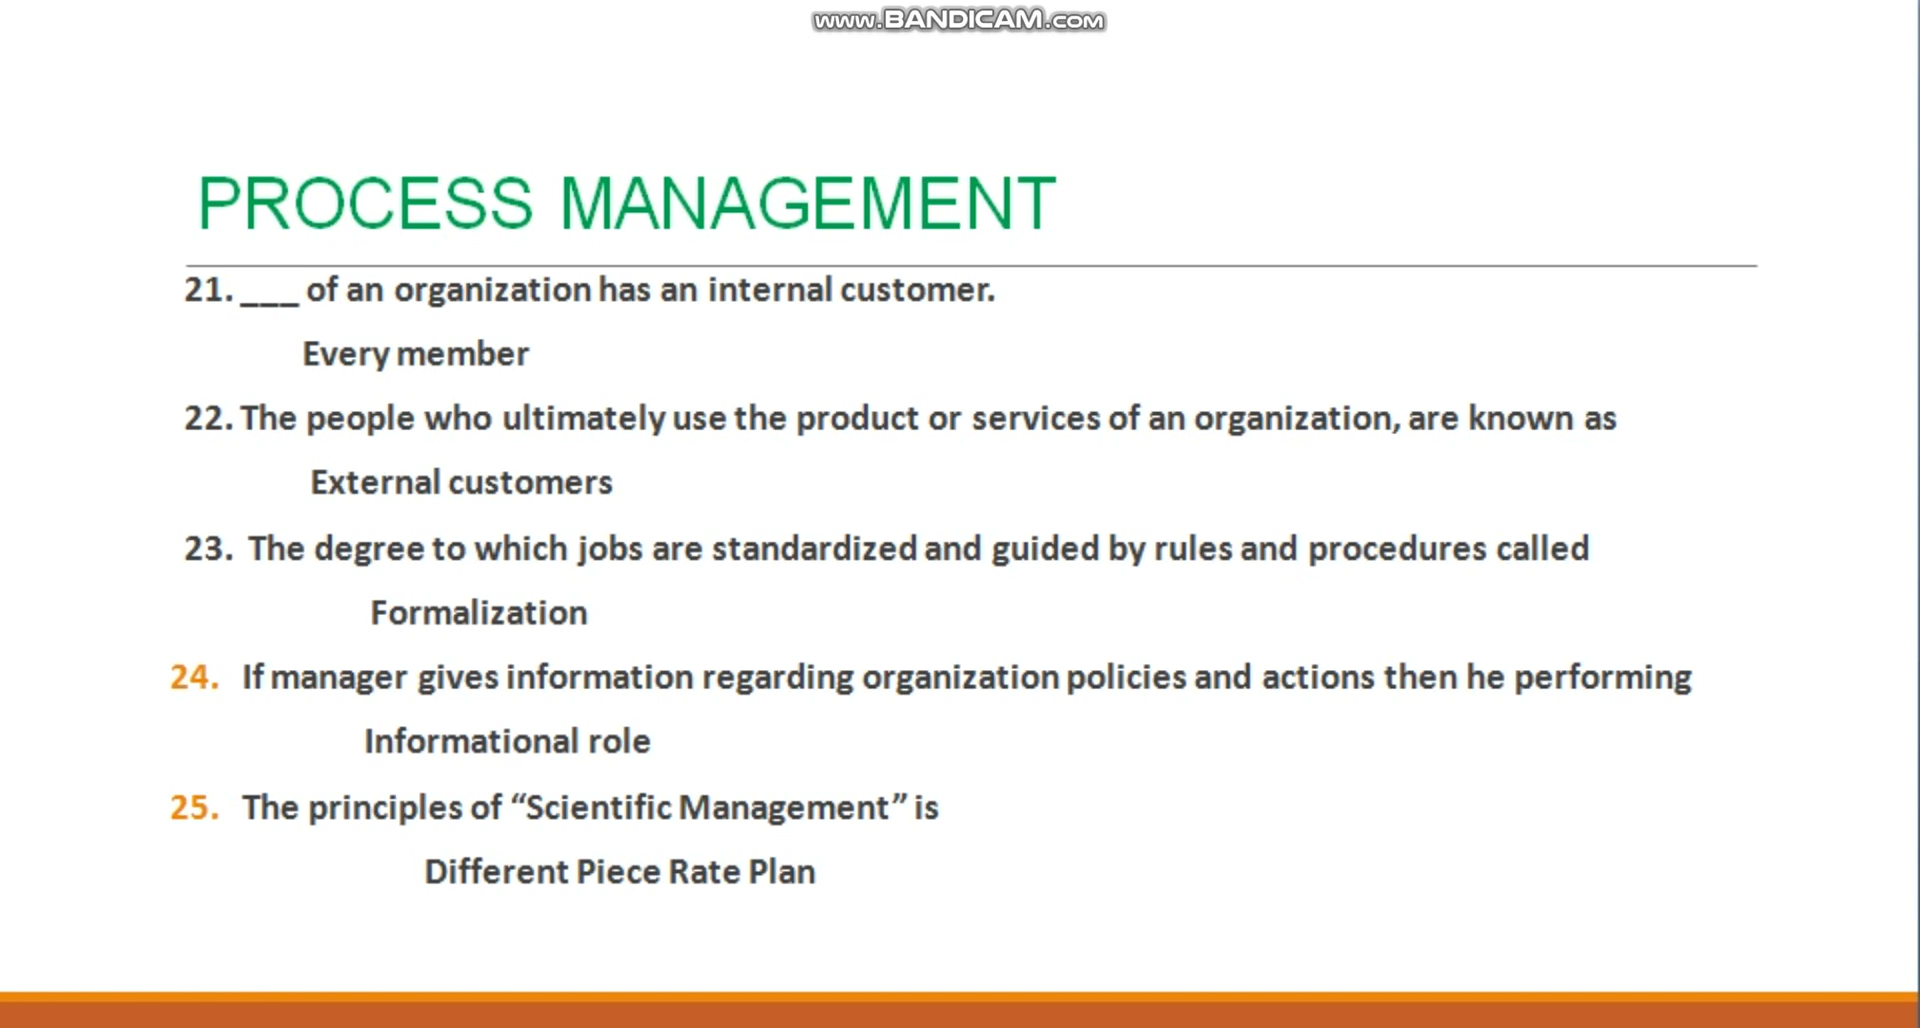 www.BANDICAM.com
PROCESS MANAGEMENT
21. ___ of an organization has an internal customer.
Every member
22. The people who ultimately use the product or services of an organization, are known as
External customers
23. The degree to which jobs are standardized and guided by rules and procedures called
Formalization
24. If manager gives information regarding organization policies and actions then he performing
Informational role
25. The principles of “Scientific Management” is
Different Piece Rate Plan